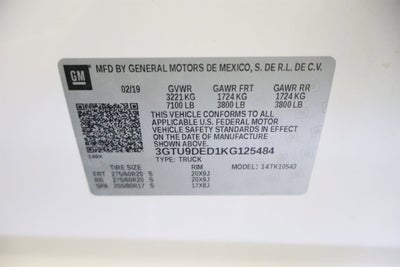 GM MFD BY GENERAL MOTORS DE MEXICO, S. DE R.L. DE C.V.
02/19 GVWR GAWR FRT GAWR RR
3221 KG 1724 KG 1724 KG
7100 LB 3800 LB 3800 LB
THIS VEHICLE CONFORMS TO ALL
APPLICABLE U.S. FEDERAL MOTOR VEHICLE
SAFETY STANDARDS IN EFFECT ON THE
DATE OF MANUFACTURE SHOWN ABOVE.
3GTU9DED1KG125484
TYPE: TRUCK
TIRE SIZE RIM MODEL: 14TK10543
FRT 275/60R20 S 20X9J
RR 275/60R20 S 20X9J
SPA 255/80R17 S 17X8J